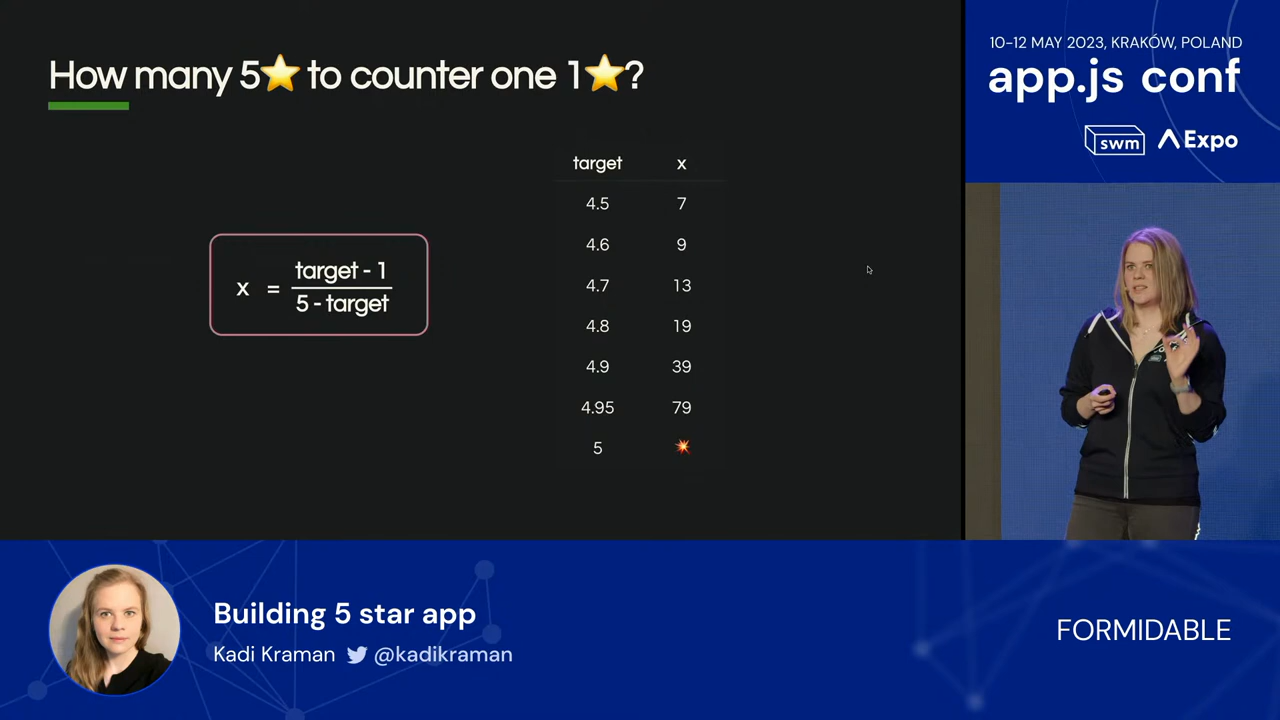 How many 5⭐ to counter one 1⭐?
x = target - 1
5 - target
target x
4.5 7
4.6 9
4.7 13
4.8 19
4.9 39
4.95 79
5 💥
10-12 MAY 2023, KRAKÓW, POLAND
app.js conf
swm Expo
Building 5 star app
Kadi Kraman @kadikraman
FORMIDABLE